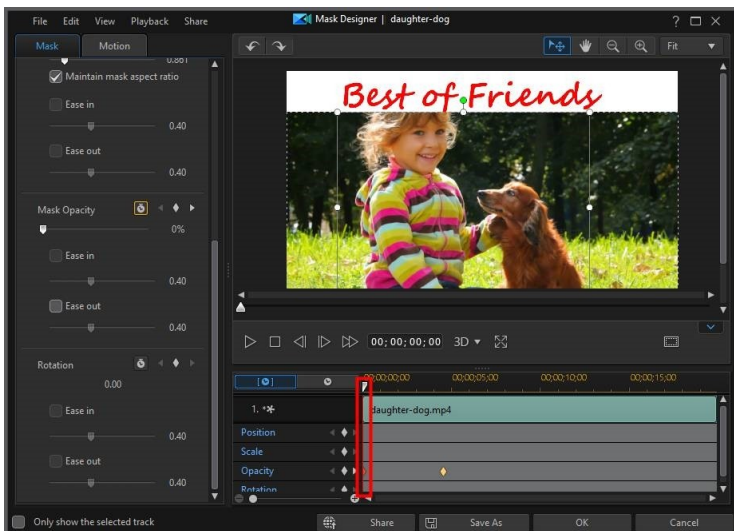 File Edit View Playback Share
Mask Designer | daughter-dog
?
Mask Motion
Fit
0.861
Maintain mask aspect ratio
Ease in
0.40
Ease out
0.40
Mask Opacity
0%
Ease in
0.40
Ease out
0.40
Rotation
0.00
Ease in
0.40
Ease out
0.40
Best of Friends
00;00;00;00 3D
00;00;00;00 00;00;05;00 00;00;10;00 00;00;15;00
1.
daughter-dog.mp4
Position
Scale
Opacity
Rotation
Only show the selected track
Share Save As OK Cancel